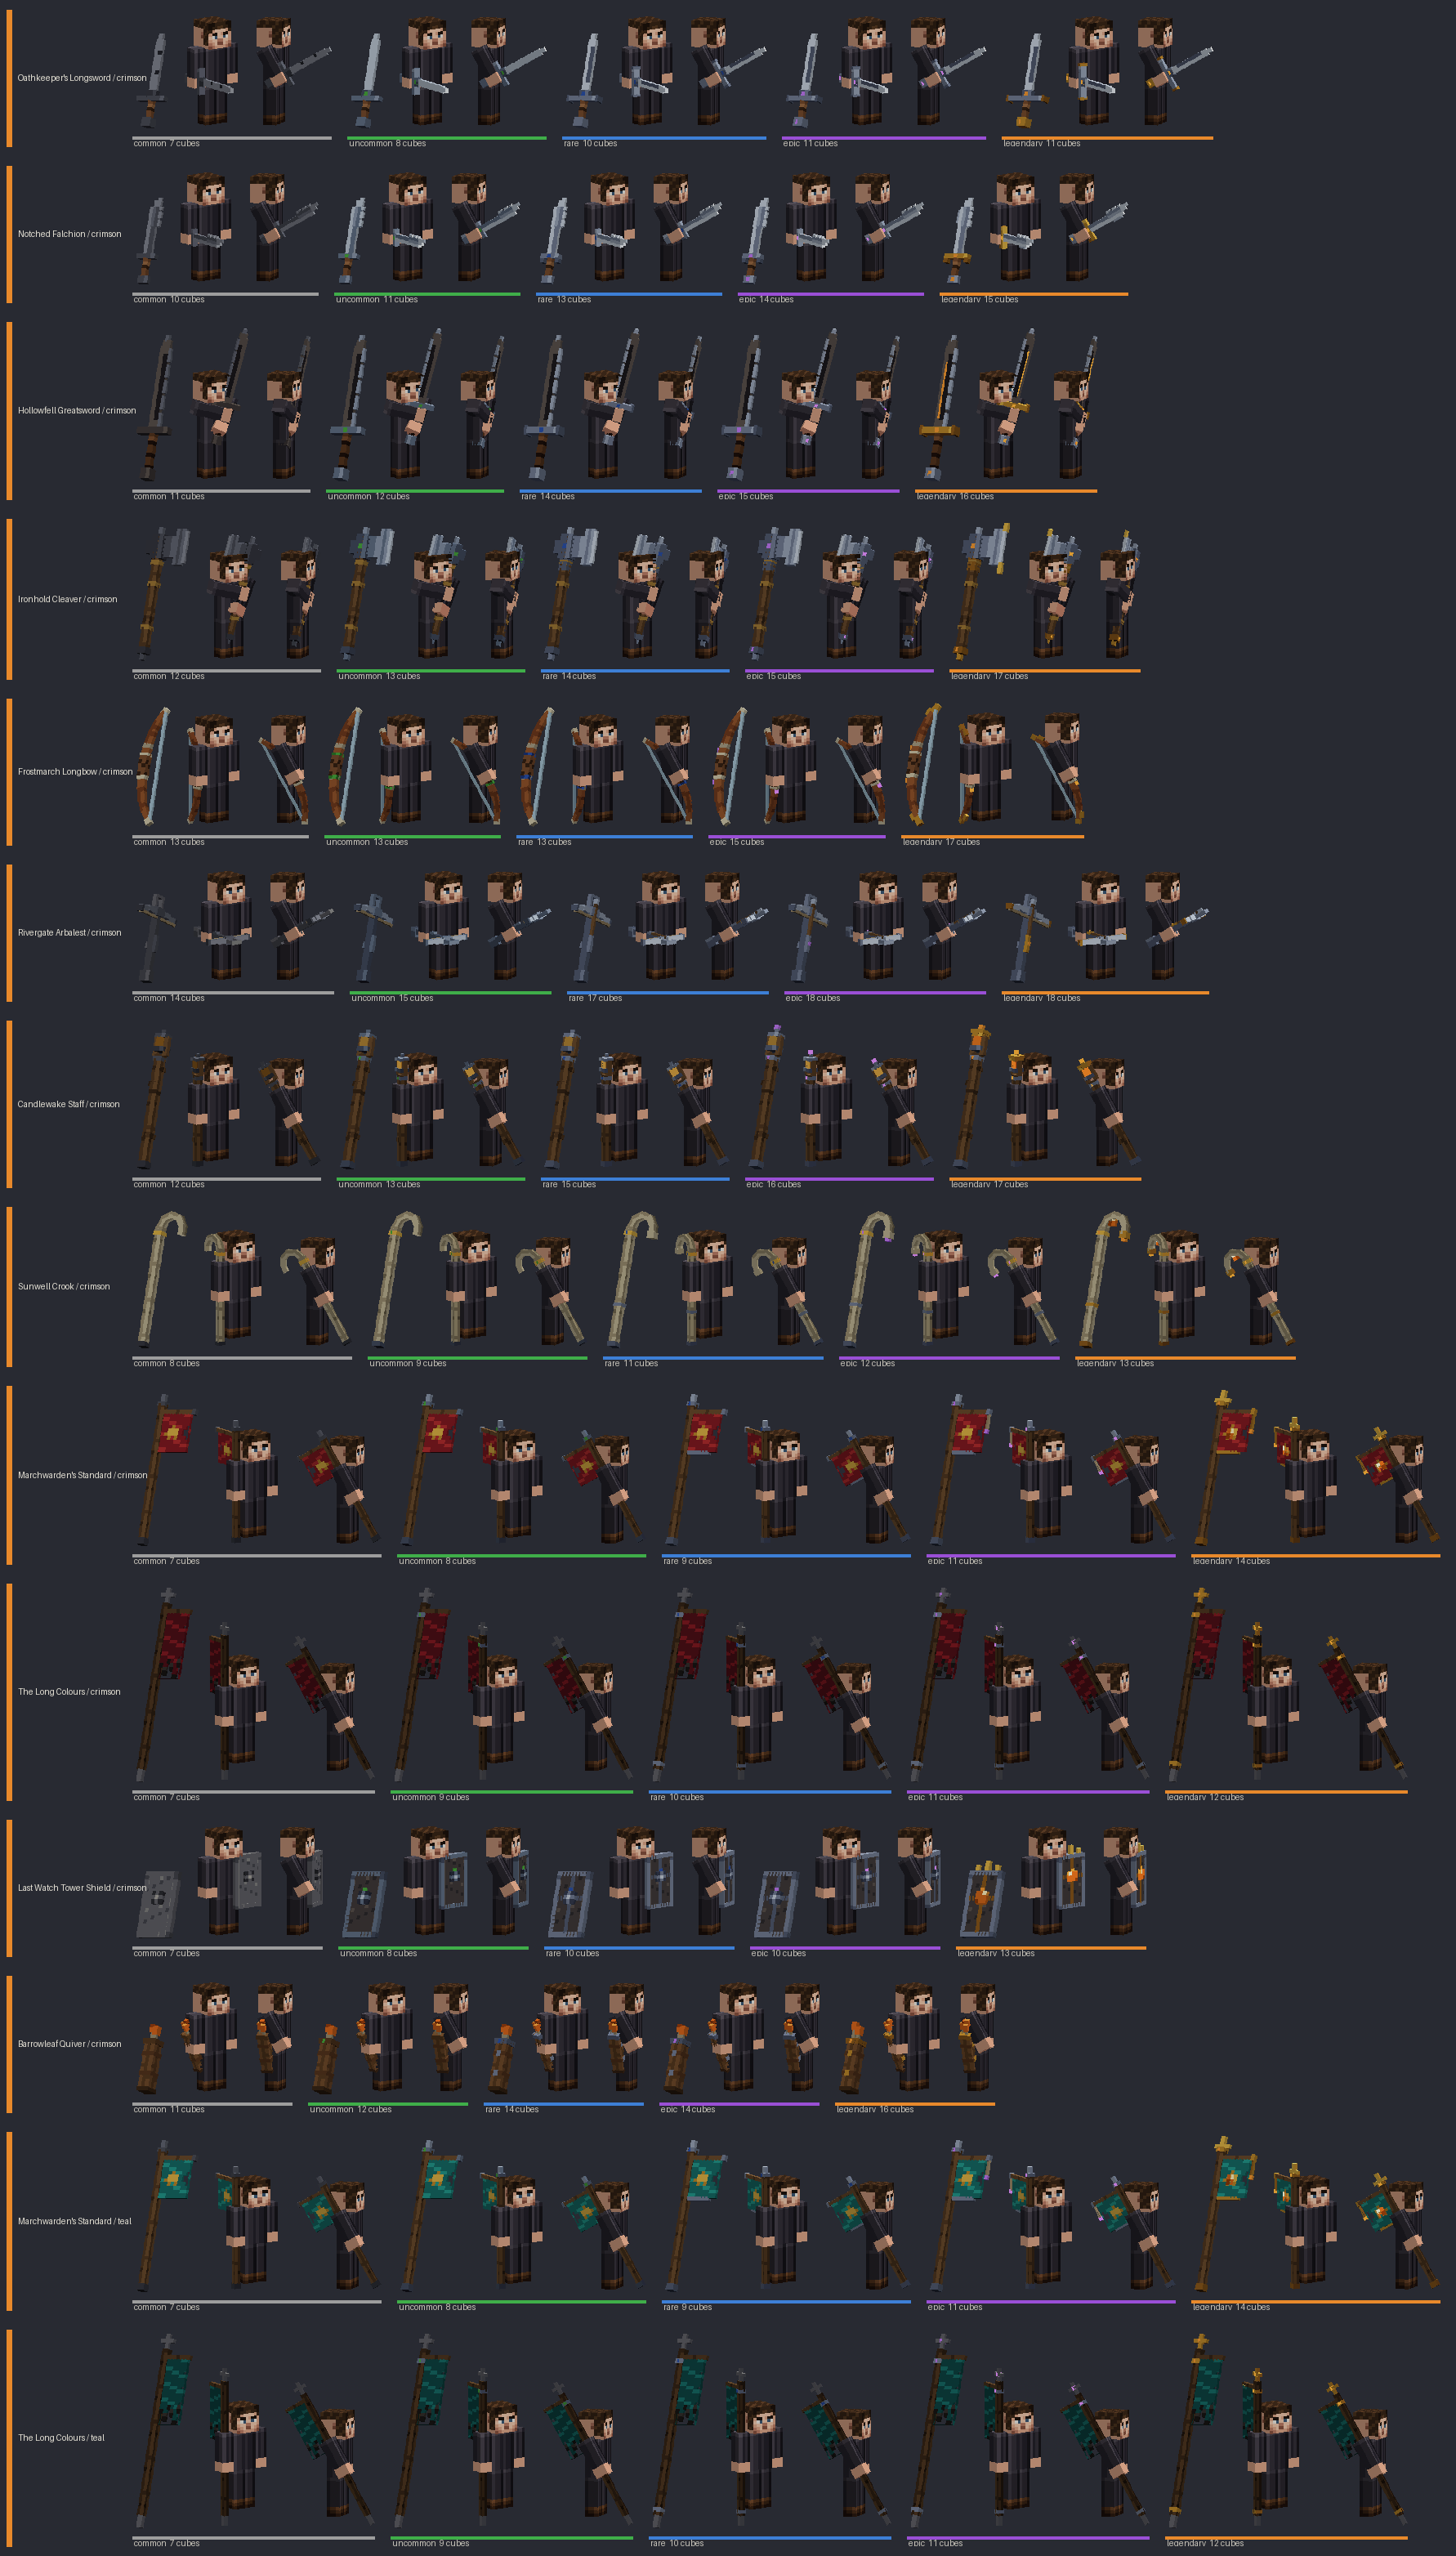 Oathkeeper's Longsword / crimson
common 7 cubes
uncommon 8 cubes
rare 10 cubes
epic 11 cubes
legendary 11 cubes
Notched Falchion / crimson
common 10 cubes
uncommon 11 cubes
rare 13 cubes
epic 14 cubes
legendary 15 cubes
Hollowfell Greatsword / crimson
common 11 cubes
uncommon 12 cubes
rare 14 cubes
epic 15 cubes
legendary 16 cubes
Ironhold Cleaver / crimson
common 12 cubes
uncommon 13 cubes
rare 14 cubes
epic 15 cubes
legendary 17 cubes
Frostmarch Longbow / crimson
common 13 cubes
uncommon 13 cubes
rare 13 cubes
epic 15 cubes
legendary 17 cubes
Rivergate Arbalest / crimson
common 14 cubes
uncommon 15 cubes
rare 17 cubes
epic 18 cubes
legendary 18 cubes
Candlewake Staff / crimson
common 12 cubes
uncommon 13 cubes
rare 15 cubes
epic 16 cubes
legendary 17 cubes
Sunwell Crook / crimson
common 8 cubes
uncommon 9 cubes
rare 11 cubes
epic 12 cubes
legendary 13 cubes
Marchwarden's Standard / crimson
common 7 cubes
uncommon 8 cubes
rare 9 cubes
epic 11 cubes
legendary 14 cubes
The Long Colours / crimson
common 7 cubes
uncommon 9 cubes
rare 10 cubes
epic 11 cubes
legendary 12 cubes
Last Watch Tower Shield / crimson
common 7 cubes
uncommon 8 cubes
rare 10 cubes
epic 10 cubes
legendary 13 cubes
Barrowleaf Quiver / crimson
common 11 cubes
uncommon 12 cubes
rare 14 cubes
epic 14 cubes
legendary 16 cubes
Marchwarden's Standard / teal
common 7 cubes
uncommon 8 cubes
rare 9 cubes
epic 11 cubes
legendary 14 cubes
The Long Colours / teal
common 7 cubes
uncommon 9 cubes
rare 10 cubes
epic 11 cubes
legendary 12 cubes